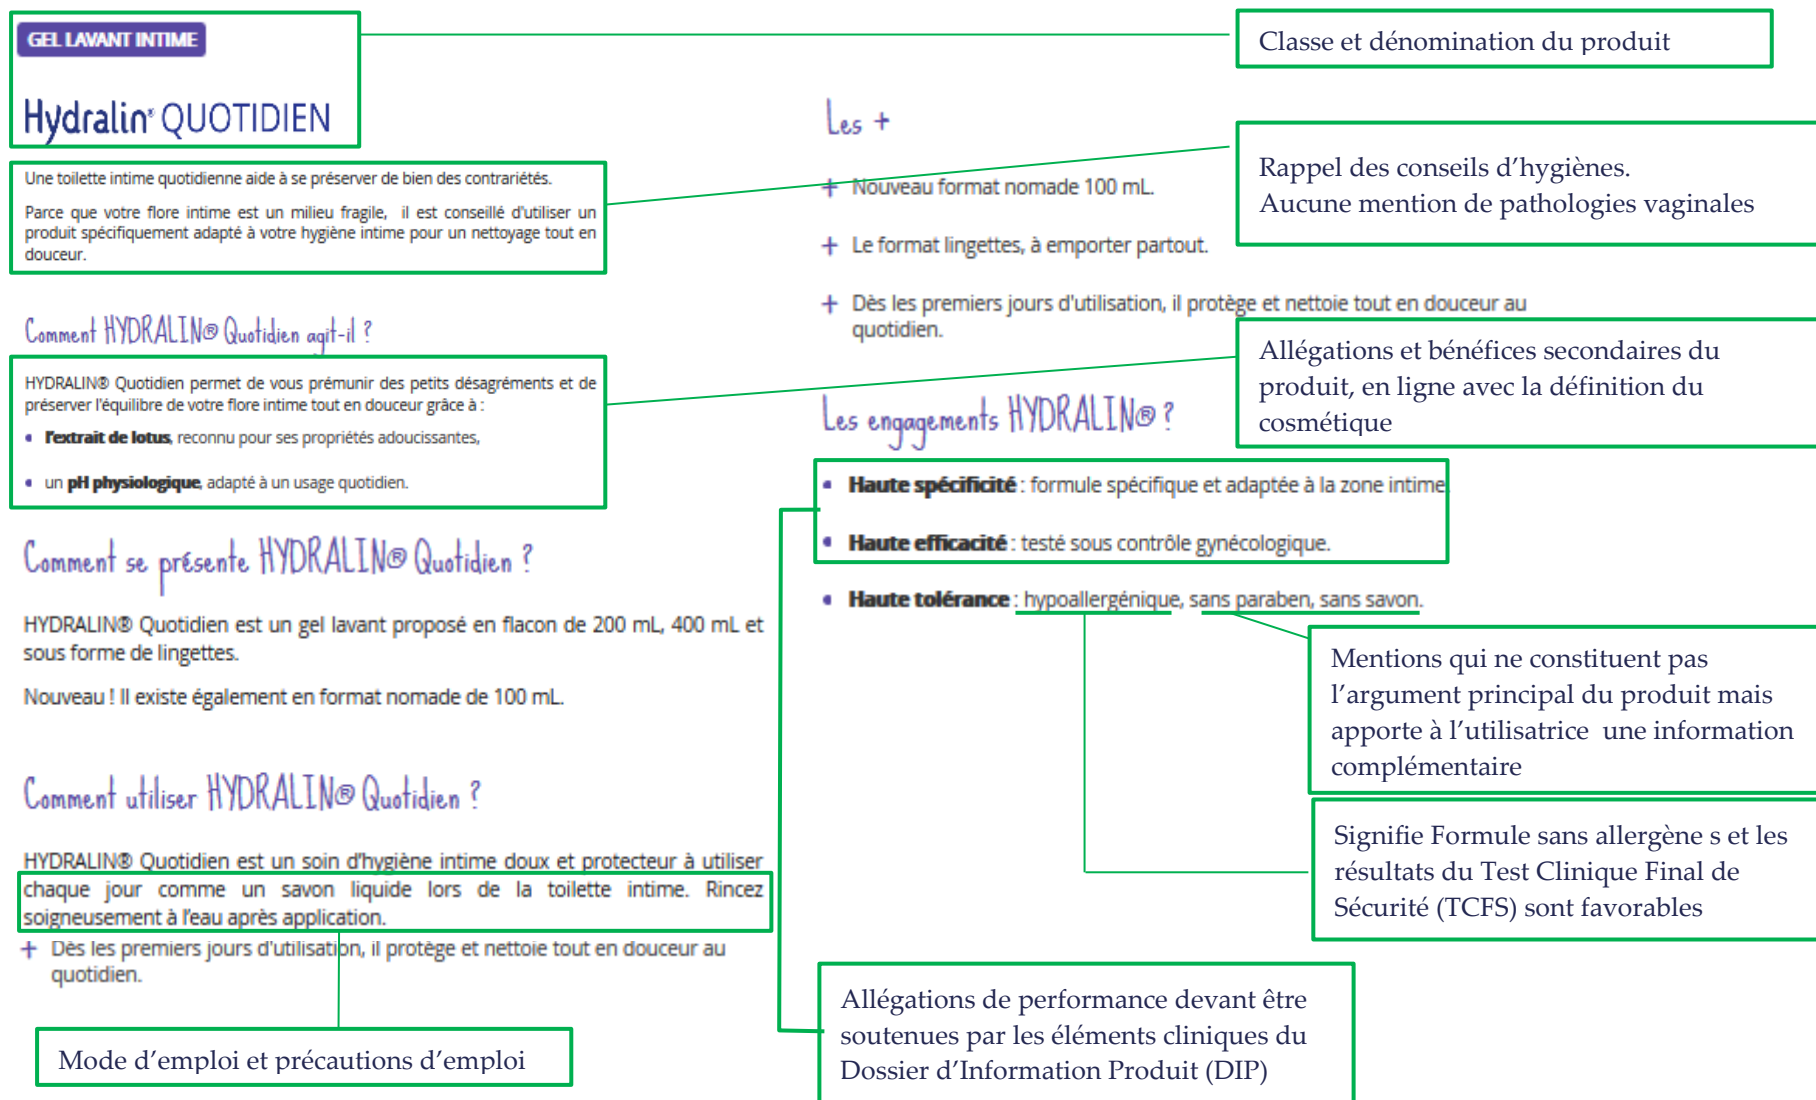 GEL LAVANT INTIME
Hydralin® QUOTIDIEN
Une toilette intime quotidienne aide à se préserver de bien des contrariétés.
Parce que votre flore intime est un milieu fragile, il est conseillé d'utiliser un
produit spécifiquement adapté à votre hygiène intime pour un nettoyage tout en
douceur.
Comment HYDRALIN® Quotidien agit-il ?
HYDRALIN® Quotidien permet de vous prémunir des petits désagréments et de
préserver l'équilibre de votre flore intime tout en douceur grâce à :
• l'extrait de lotus, reconnu pour ses propriétés adoucissantes,
• un pH physiologique, adapté à un usage quotidien.
Comment se présente HYDRALIN® Quotidien ?
HYDRALIN® Quotidien est un gel lavant proposé en flacon de 200 mL, 400 mL et
sous forme de lingettes.
Nouveau ! Il existe également en format nomade de 100 mL.
Comment utiliser HYDRALIN® Quotidien ?
HYDRALIN® Quotidien est un soin d'hygiène intime doux et protecteur à utiliser
chaque jour comme un savon liquide lors de la toilette intime. Rincez
soigneusement à l'eau après application.
+ Dès les premiers jours d'utilisation, il protège et nettoie tout en douceur au
quotidien.
Mode d'emploi et précautions d'emploi
Les +
+ Nouveau format nomade 100 mL.
+ Le format lingettes, à emporter partout.
+ Dès les premiers jours d'utilisation, il protège et nettoie tout en douceur au
quotidien.
Les engagements HYDRALIN® ?
• Haute spécificité : formule spécifique et adaptée à la zone intime.
• Haute efficacité : testé sous contrôle gynécologique.
• Haute tolérance : hypoallergénique, sans paraben, sans savon.
Allégations de performance devant être
soutenues par les éléments cliniques du
Dossier d'Information Produit (DIP)
Classe et dénomination du produit
Rappel des conseils d'hygiènes.
Aucune mention de pathologies vaginales
Allégations et bénéfices secondaires du
produit, en ligne avec la définition du
cosmétique
Mentions qui ne constituent pas
l'argument principal du produit mais
apporte à l'utilisatrice une information
complémentaire
Signifie Formule sans allergène s et les
résultats du Test Clinique Final de
Sécurité (TCFS) sont favorables